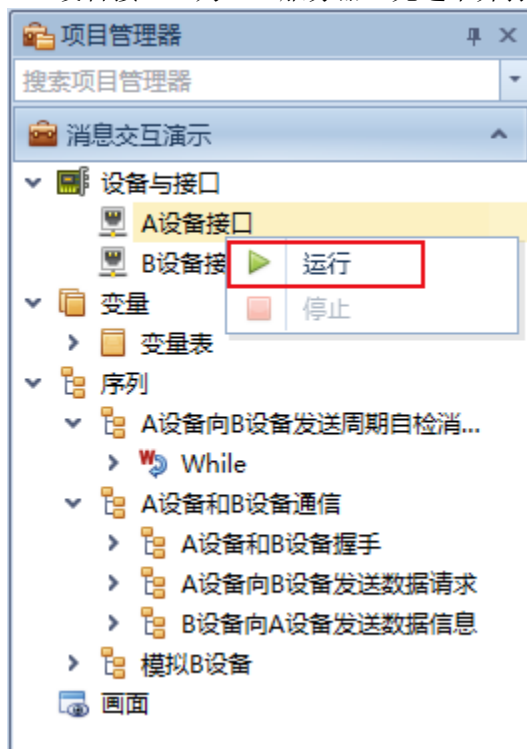 项目管理器
搜索项目管理器
消息交互演示
设备与接口
A设备接口
B设备接
运行
停止
变量
变量表
序列
A设备向B设备发送周期自检消...
While
A设备和B设备通信
A设备和B设备握手
A设备向B设备发送数据请求
B设备向A设备发送数据信息
模拟B设备
画面